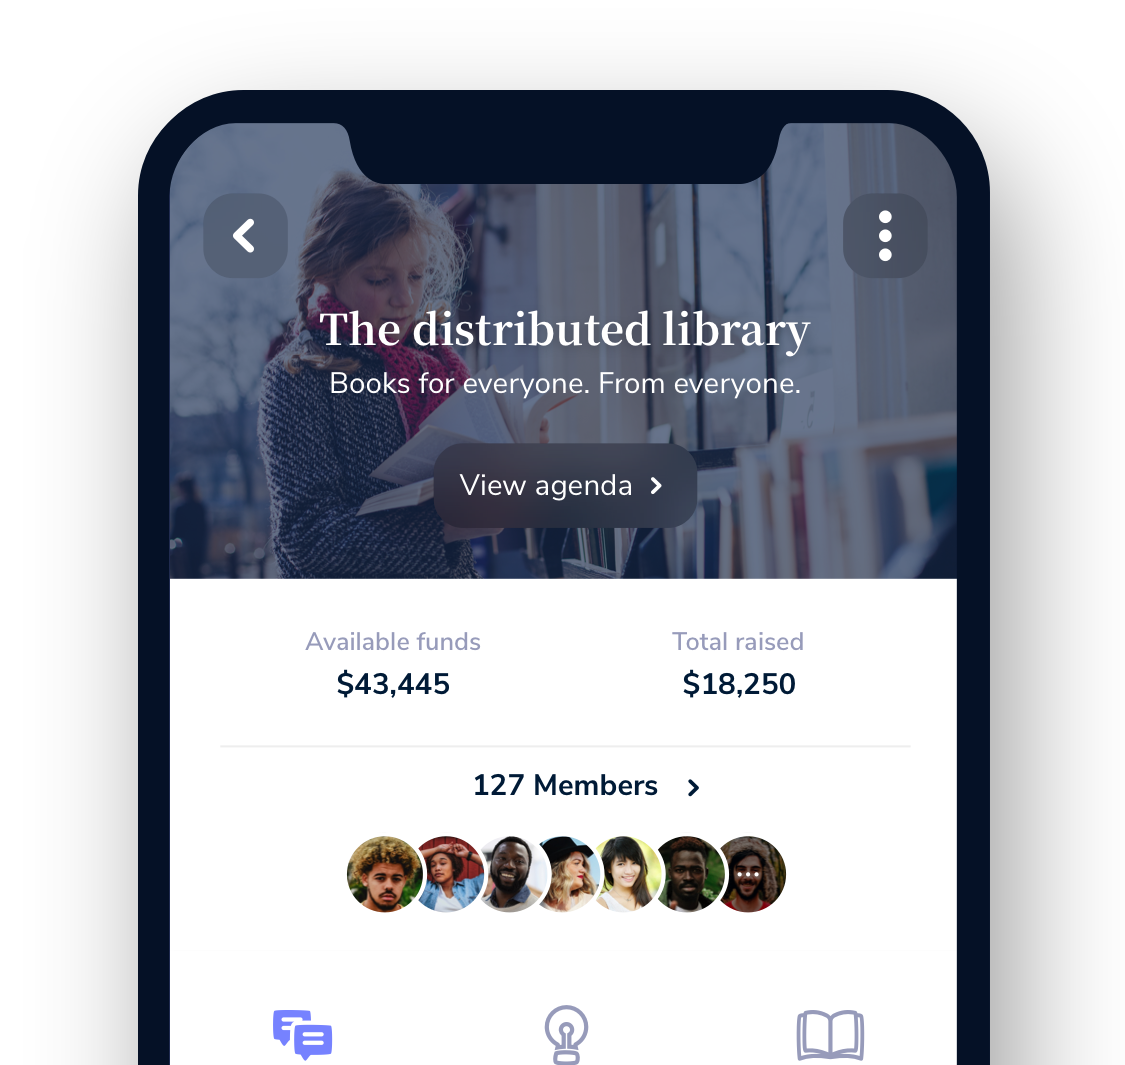 The distributed library
Books for everyone. From everyone.
View agenda
Available funds
Total raised
$43,445
$18,250
127 Members